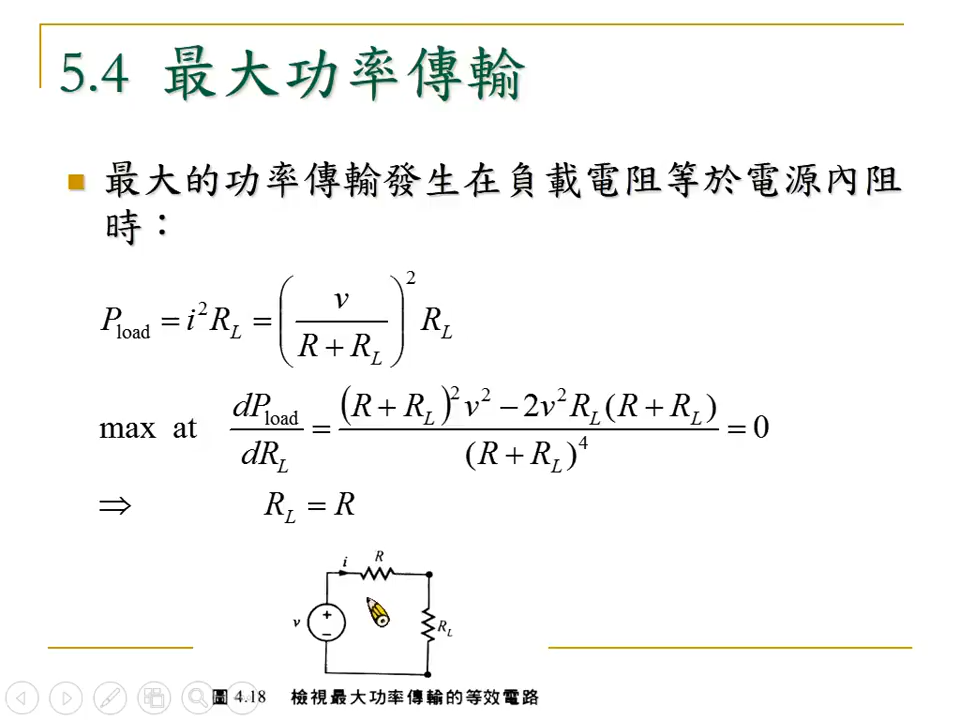 5.4 最大功率傳輸
最大的功率傳輸發生在負載電阻等於電源內阻
時：
P_load = i²R_L = (v / (R + R_L))² R_L
max at dP_load / dR_L = ((R + R_L)² v² − 2v² R_L (R + R_L)) / (R + R_L)⁴ = 0
⇒ R_L = R
i R
v + −
R_L
圖 4.18 檢視最大功率傳輸的等效電路